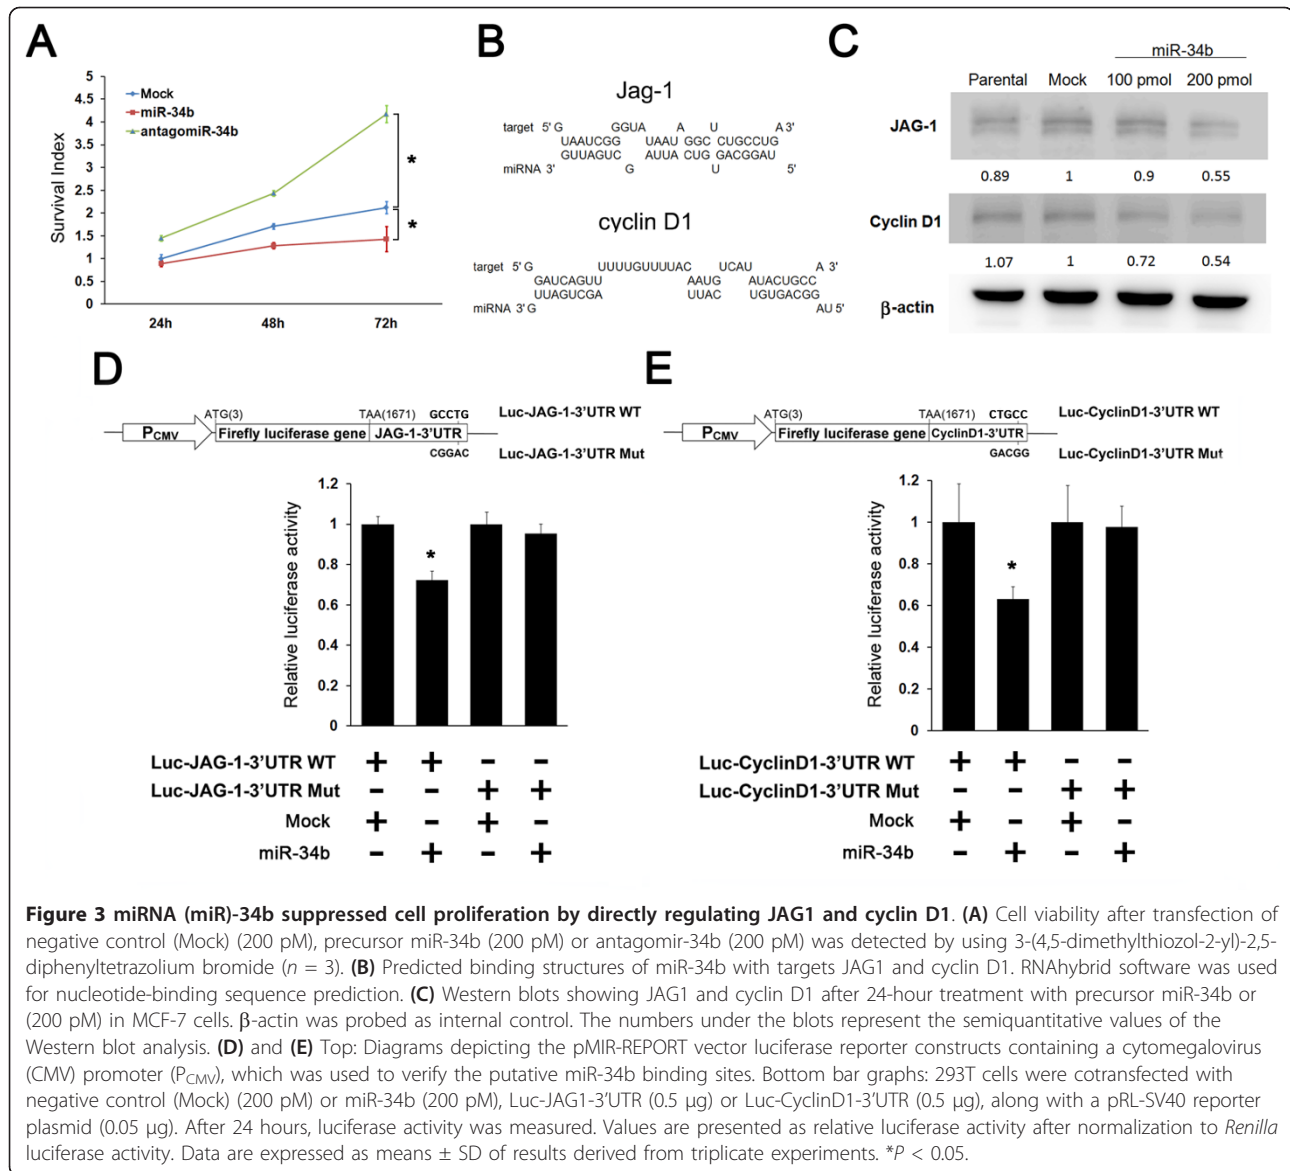 A
Survival Index
5
4.5
4
3.5
3
2.5
2
1.5
1
0.5
0
Mock
miR-34b
antagomiR-34b
*
*
24h 48h 72h
B
Jag-1
target 5' G GGUA A U A 3'
UAAUCGG UAAU GGC CUGCCUG
GUUAGUC AUUA CUG GACGGAU
miRNA 3' G U 5'
cyclin D1
target 5' G UUUUGUUUUAC UCAU A 3'
GAUCAGUU AAUG AUACUGCC
UUAGUCGA UUAC UGUGACGG
miRNA 3' G AU 5'
C
miR-34b
Parental Mock 100 pmol 200 pmol
JAG-1
0.89 1 0.9 0.55
Cyclin D1
1.07 1 0.72 0.54
β-actin
D
ATG(3) TAA(1671) GCCTG Luc-JAG-1-3'UTR WT
PCMV Firefly luciferase gene JAG-1-3'UTR
CGGAC Luc-JAG-1-3'UTR Mut
Relative luciferase activity
1.2
1
0.8
0.6
0.4
0.2
0
*
Luc-JAG-1-3'UTR WT + + - -
Luc-JAG-1-3'UTR Mut - - + +
Mock + - + -
miR-34b - + - +
E
ATG(3) TAA(1671) CTGCC Luc-CyclinD1-3'UTR WT
PCMV Firefly luciferase gene CyclinD1-3'UTR
GACGG Luc-CyclinD1-3'UTR Mut
Relative luciferase activity
1.2
1
0.8
0.6
0.4
0.2
0
*
Luc-CyclinD1-3'UTR WT + + - -
Luc-CyclinD1-3'UTR Mut - - + +
Mock + - + -
miR-34b - + - +
Figure 3 miRNA (miR)-34b suppressed cell proliferation by directly regulating JAG1 and cyclin D1. (A) Cell viability after transfection of
negative control (Mock) (200 pM), precursor miR-34b (200 pM) or antagomir-34b (200 pM) was detected by using 3-(4,5-dimethylthiozol-2-yl)-2,5-
diphenyltetrazolium bromide (n = 3). (B) Predicted binding structures of miR-34b with targets JAG1 and cyclin D1. RNAhybrid software was used
for nucleotide-binding sequence prediction. (C) Western blots showing JAG1 and cyclin D1 after 24-hour treatment with precursor miR-34b or
(200 pM) in MCF-7 cells. β-actin was probed as internal control. The numbers under the blots represent the semiquantitative values of the
Western blot analysis. (D) and (E) Top: Diagrams depicting the pMIR-REPORT vector luciferase reporter constructs containing a cytomegalovirus
(CMV) promoter (PCMV), which was used to verify the putative miR-34b binding sites. Bottom bar graphs: 293T cells were cotransfected with
negative control (Mock) (200 pM) or miR-34b (200 pM), Luc-JAG1-3'UTR (0.5 μg) or Luc-CyclinD1-3'UTR (0.5 μg), along with a pRL-SV40 reporter
plasmid (0.05 μg). After 24 hours, luciferase activity was measured. Values are presented as relative luciferase activity after normalization to Renilla
luciferase activity. Data are expressed as means ± SD of results derived from triplicate experiments. *P < 0.05.